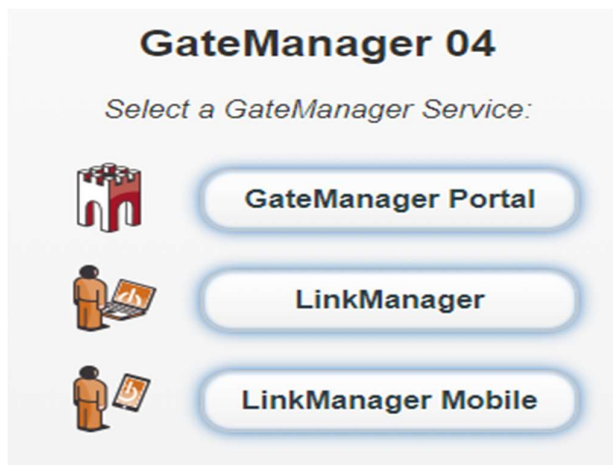 GateManager 04
Select a GateManager Service:
GateManager Portal
LinkManager
LinkManager Mobile